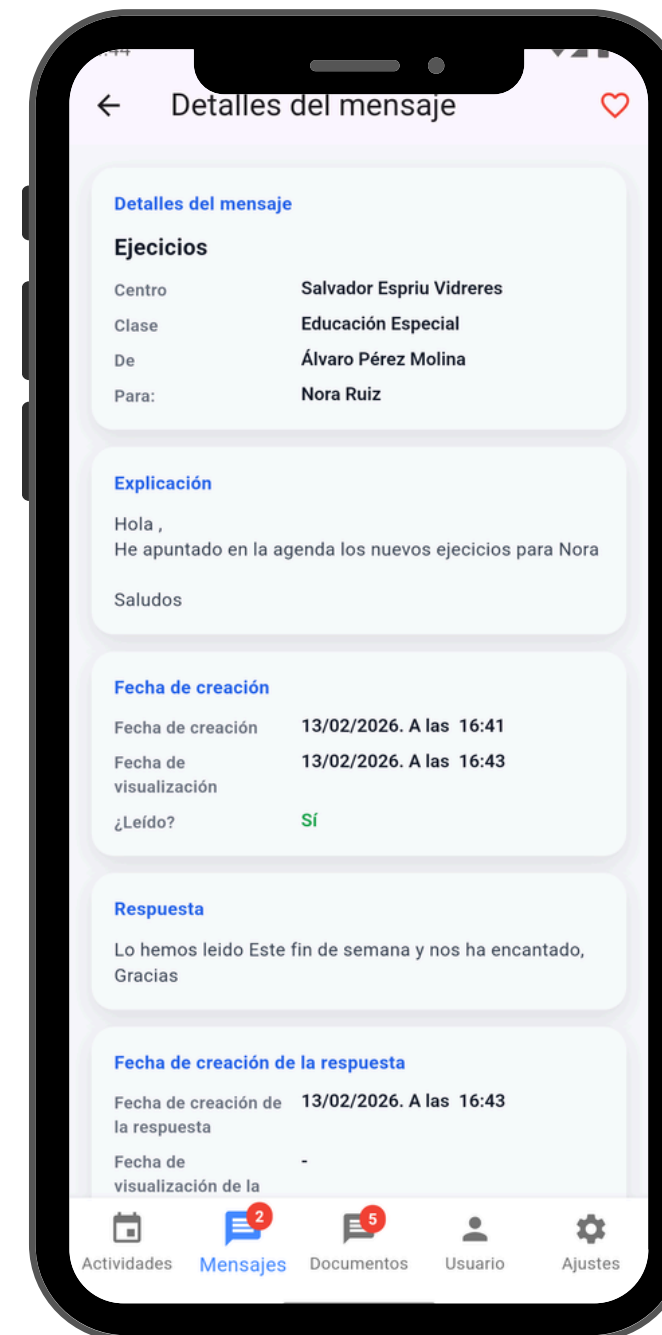 Detalles del mensaje
Detalles del mensaje
Ejecicios
Centro Salvador Espriu Vidreres
Clase Educación Especial
De Álvaro Pérez Molina
Para: Nora Ruiz
Explicación
Hola ,
He apuntado en la agenda los nuevos ejecicios para Nora
Saludos
Fecha de creación
Fecha de creación 13/02/2026. A las 16:41
Fecha de 13/02/2026. A las 16:43
visualización
¿Leído? Sí
Respuesta
Lo hemos leido Este fin de semana y nos ha encantado,
Gracias
Fecha de creación de la respuesta
Fecha de creación de 13/02/2026. A las 16:43
la respuesta
Fecha de -
visualización de la
2 5
Actividades Mensajes Documentos Usuario Ajustes